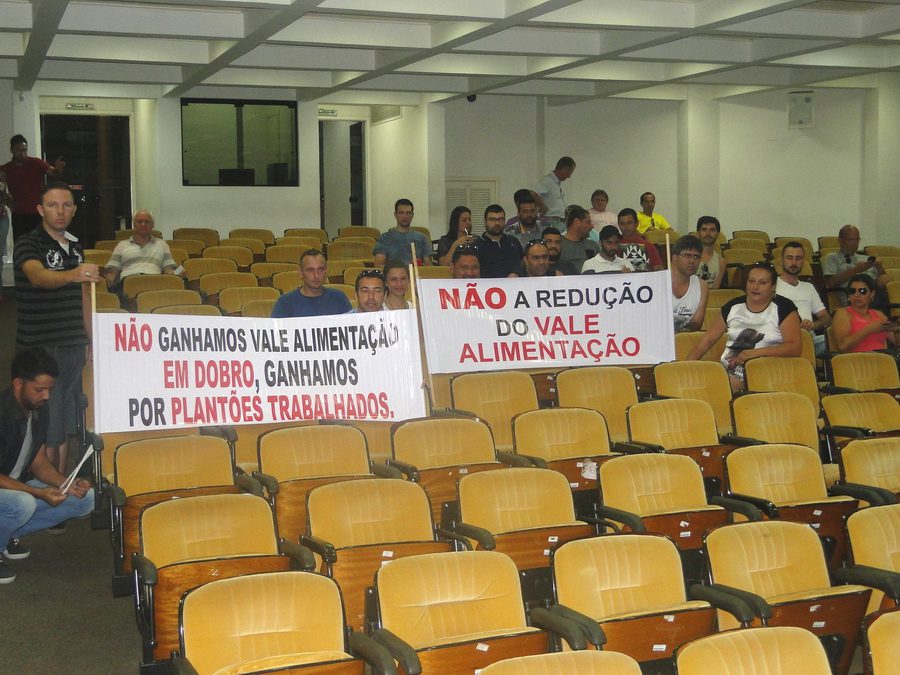 NÃO GANHAMOS VALE ALIMENTAÇÃO
EM DOBRO, GANHAMOS
POR PLANTÕES TRABALHADOS.
NÃO A REDUÇÃO
DO VALE
ALIMENTAÇÃO